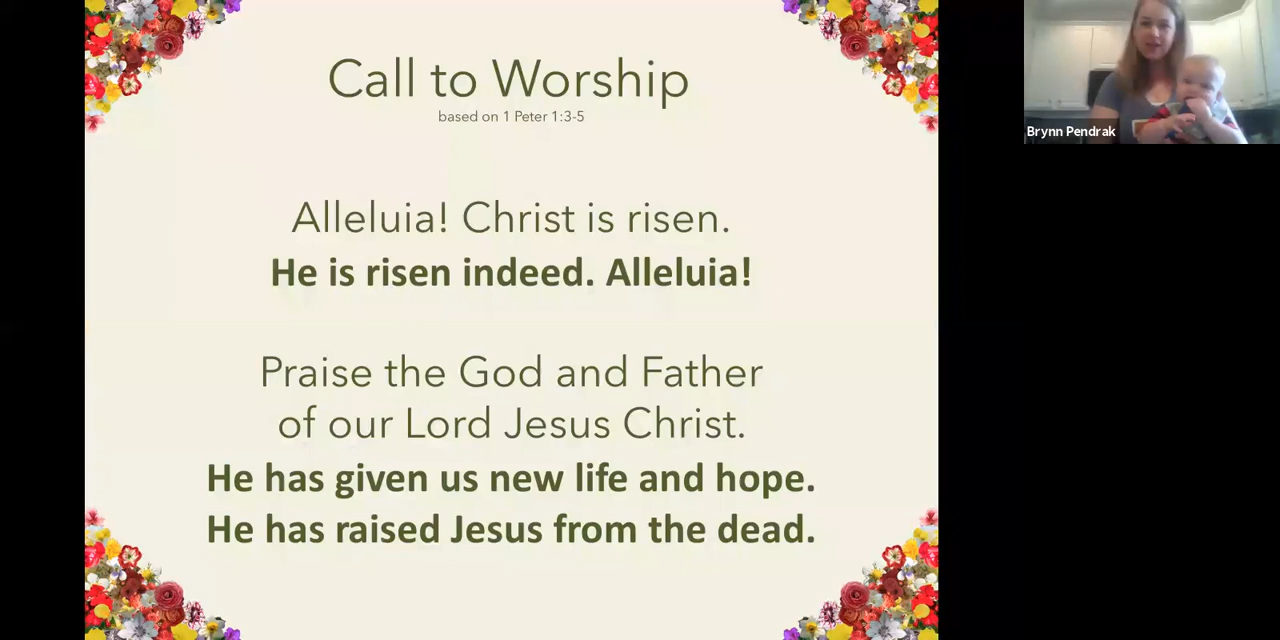 Call to Worship
based on 1 Peter 1:3-5
Alleluia! Christ is risen.
He is risen indeed. Alleluia!
Praise the God and Father
of our Lord Jesus Christ.
He has given us new life and hope.
He has raised Jesus from the dead.
Brynn Pendrak